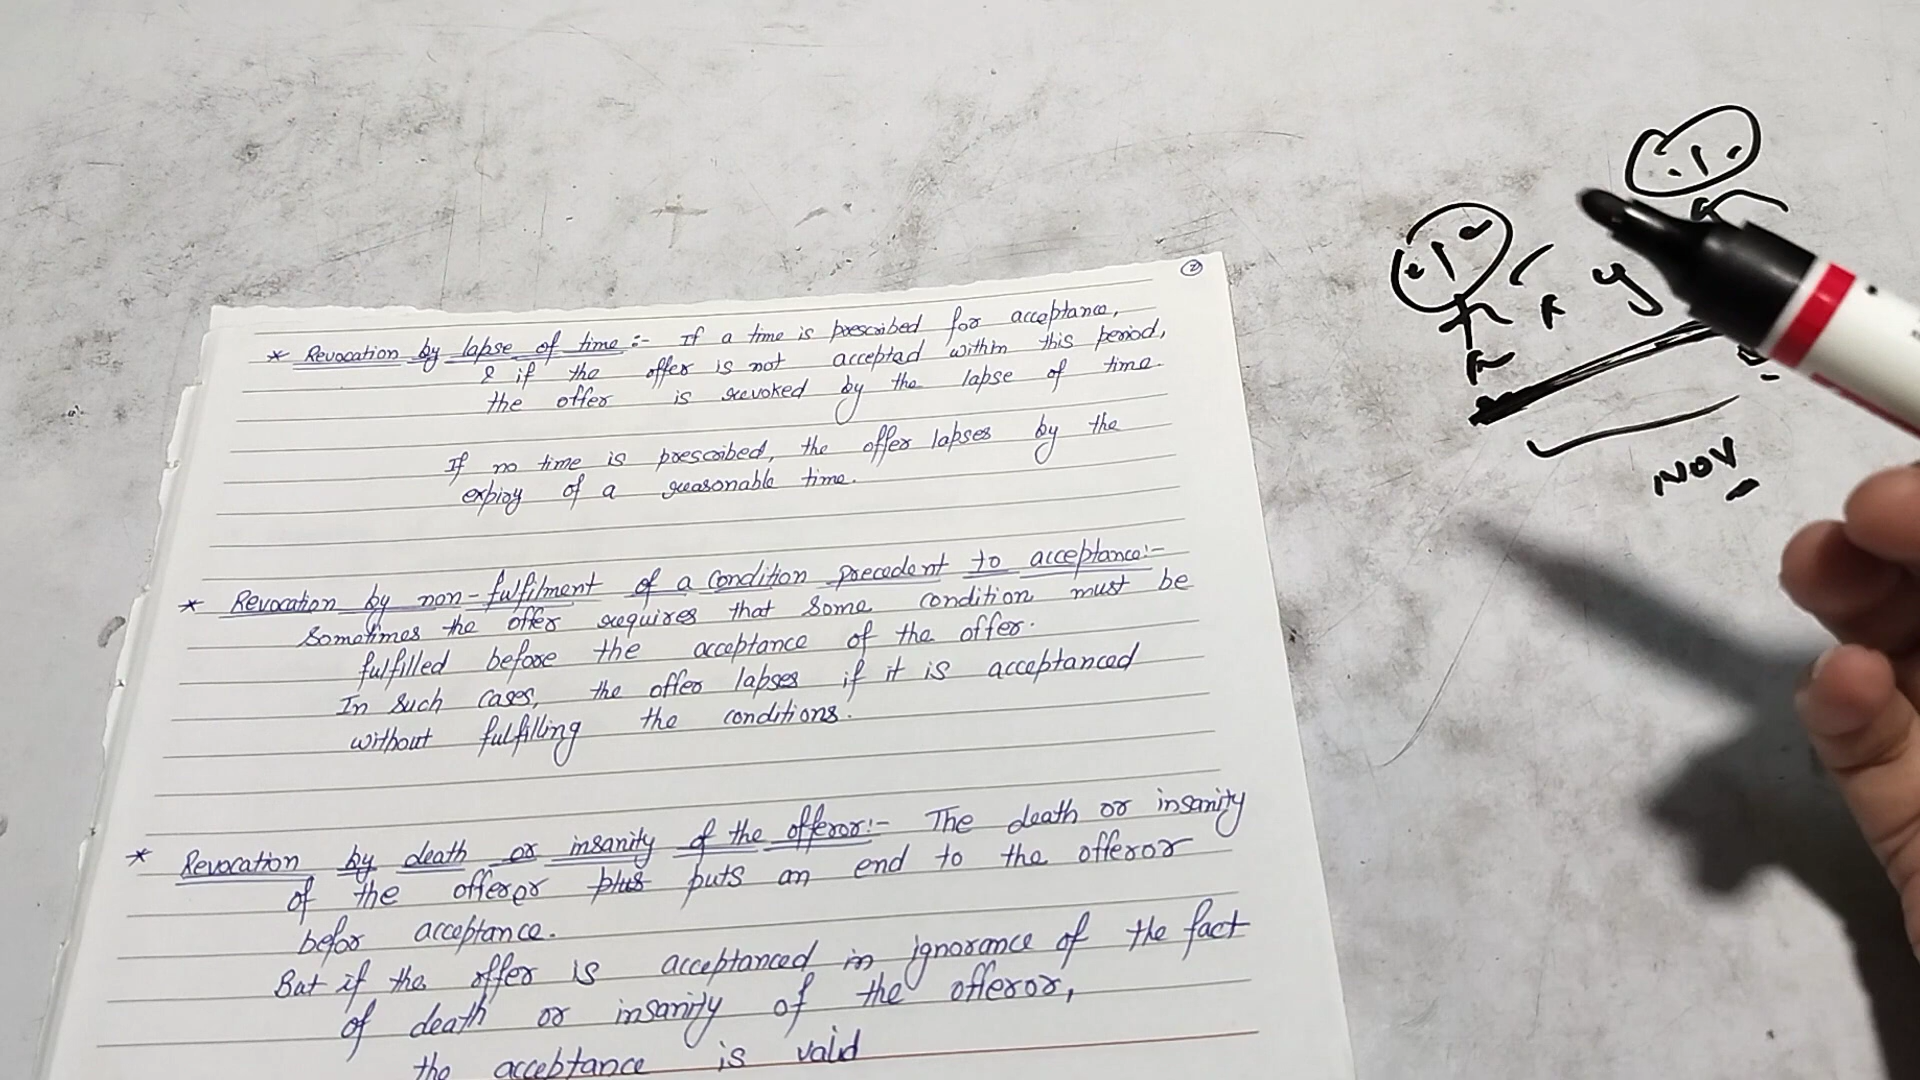 2
* Revocation by lapse of time :- If a time is prescribed for acceptance,
& if the offer is not acceptad within this period,
the offer is revoked by the lapse of time.
If no time is prescribed, the offer lapses by the
expiry of a reasonable time.
* Revocation by non-fulfilment of a condition precedent to acceptance:-
Sometimes the offer requires that some condition must be
fulfilled before the acceptance of the offer.
In such cases, the offer lapses if it is acceptanced
without fulfilling the conditions.
* Revocation by death or insanity of the offeror:- The death or insanity
of the offeror plus puts an end to the offeror
befor acceptance.
But if the offer is acceptanced in ignorance of the fact
of death or insanity of the offeror,
the acceptance is valid
y
NOV